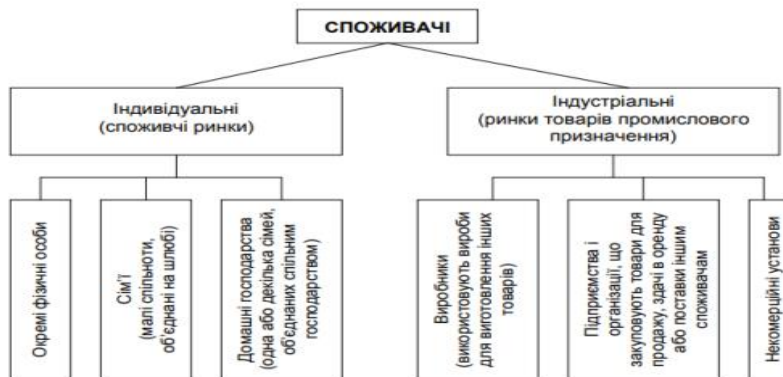 СПОЖИВАЧІ
Індивідуальні
(споживчі ринки)
Індустріальні
(ринки товарів промислового
призначення)
Окремі фізичні особи
Сім'ї
(малі спільноти,
об'єднані на шлюбі)
Домашні господарства
(одна або декілька сімей,
об'єднаних спільним
господарством)
Виробники
(використовують вироби
для виготовлення інших
товарів)
Підприємства і
організації, що
закуповують товари для
продажу, здачі в оренду
або поставки іншим
споживачам
Некомерційні установи